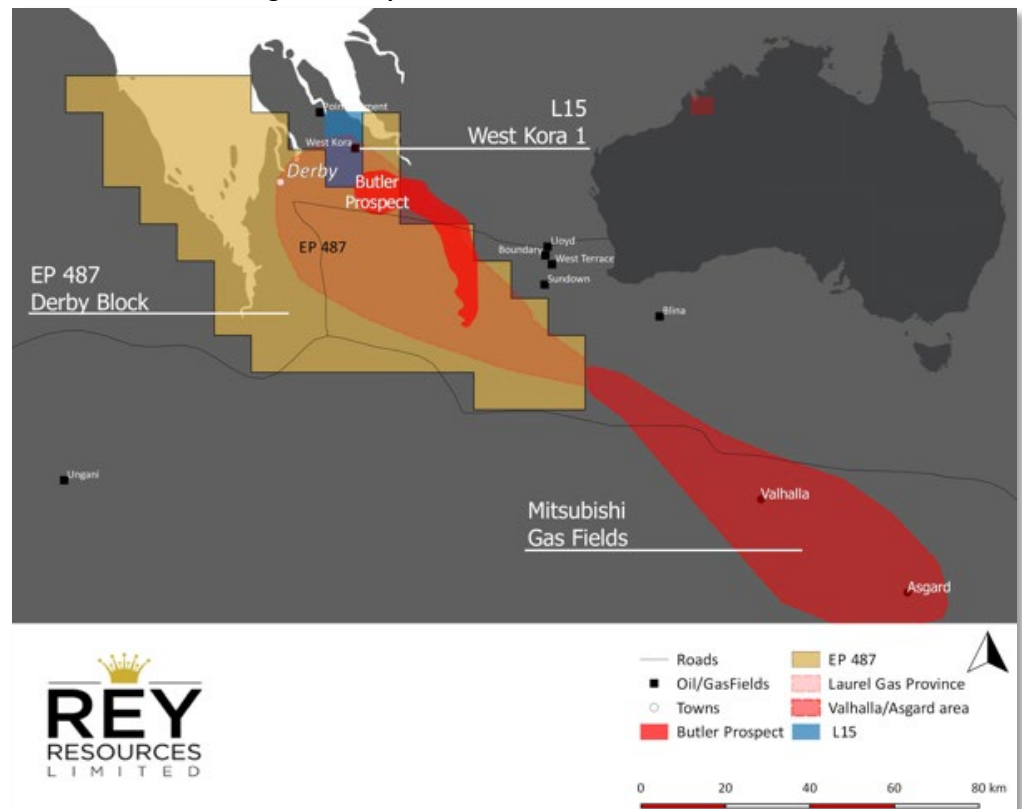 L15
West Kora 1
Point Torment
West Kora
Derby
Butler
Prospect
EP 487
EP 487
Derby Block
Lloyd
Boundary
West Terrace
Sundown
Blina
Ungani
Valhalla
Mitsubishi
Gas Fields
Asgard
REY
RESOURCES
LIMITED
Roads
Oil/GasFields
Towns
Butler Prospect
EP 487
Laurel Gas Province
Valhalla/Asgard area
L15
0 20 40 60 80 km